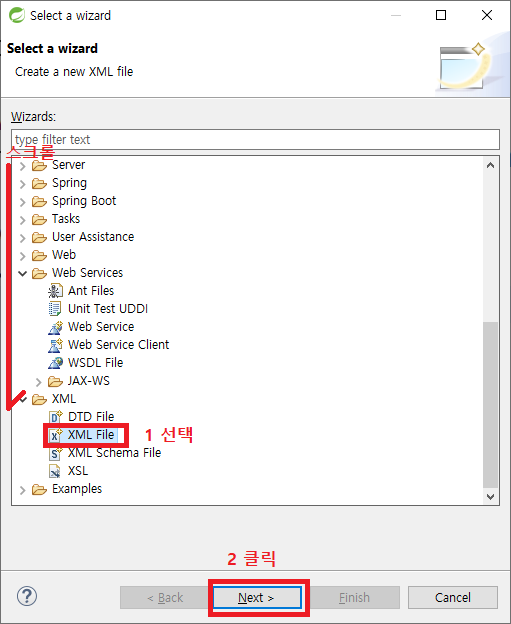 Select a wizard
Select a wizard
Create a new XML file
Wizards:
type filter text
스크롤
Server
Spring
Spring Boot
Tasks
User Assistance
Web
Web Services
Ant Files
Unit Test UDDI
Web Service
Web Service Client
WSDL File
JAX-WS
XML
DTD File
XML File 1 선택
XML Schema File
XSL
Examples
2 클릭
< Back Next > Finish Cancel